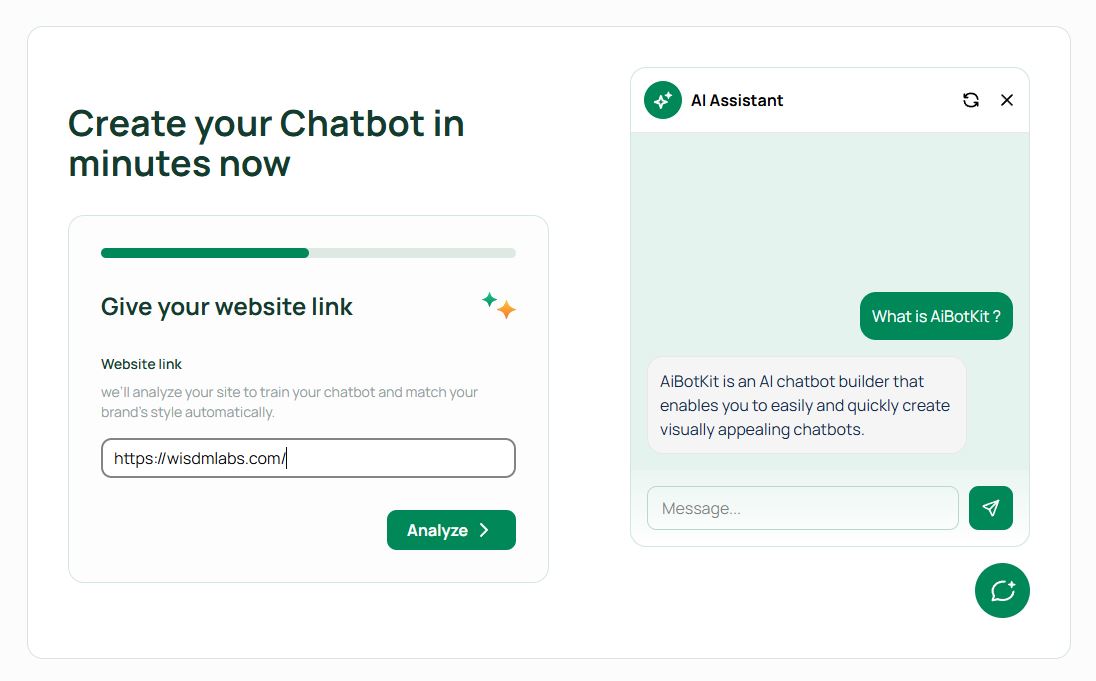 Create your Chatbot in
minutes now
Give your website link
Website link
we'll analyze your site to train your chatbot and match your
brand's style automatically.
https://wisdmlabs.com/
Analyze
AI Assistant
What is AiBotKit ?
AiBotKit is an AI chatbot builder that
enables you to easily and quickly create
visually appealing chatbots.
Message...